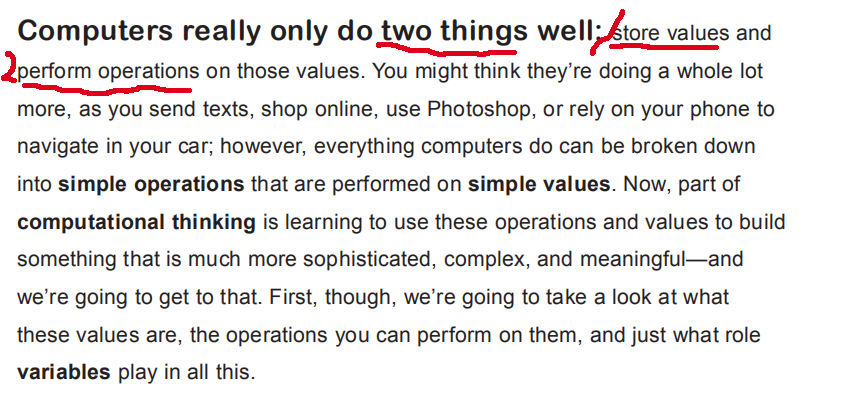 Computers really only do two things well: 1 store values and
2 perform operations on those values. You might think they’re doing a whole lot
more, as you send texts, shop online, use Photoshop, or rely on your phone to
navigate in your car; however, everything computers do can be broken down
into simple operations that are performed on simple values. Now, part of
computational thinking is learning to use these operations and values to build
something that is much more sophisticated, complex, and meaningful—and
we’re going to get to that. First, though, we’re going to take a look at what
these values are, the operations you can perform on them, and just what role
variables play in all this.